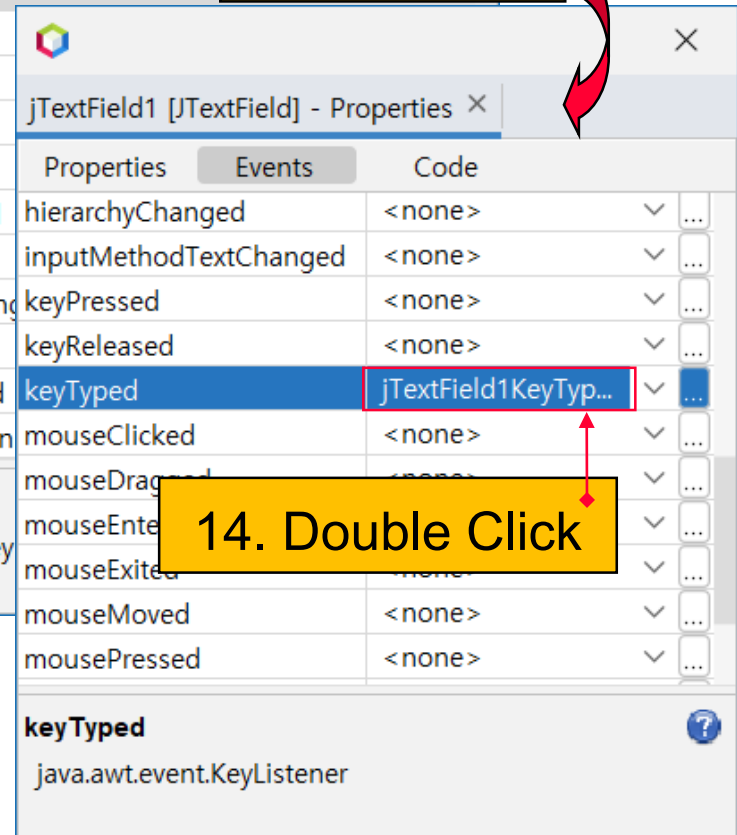 jTextField1 [JTextField] - Properties ×
Properties Events Code
hierarchyChanged <none> ...
inputMethodTextChanged <none> ...
keyPressed <none> ...
keyReleased <none> ...
keyTyped jTextField1KeyTyp... ...
mouseClicked <none> ...
...
14. Double Click
...
...
mouseMoved <none> ...
mousePressed <none> ...
keyTyped
java.awt.event.KeyListener